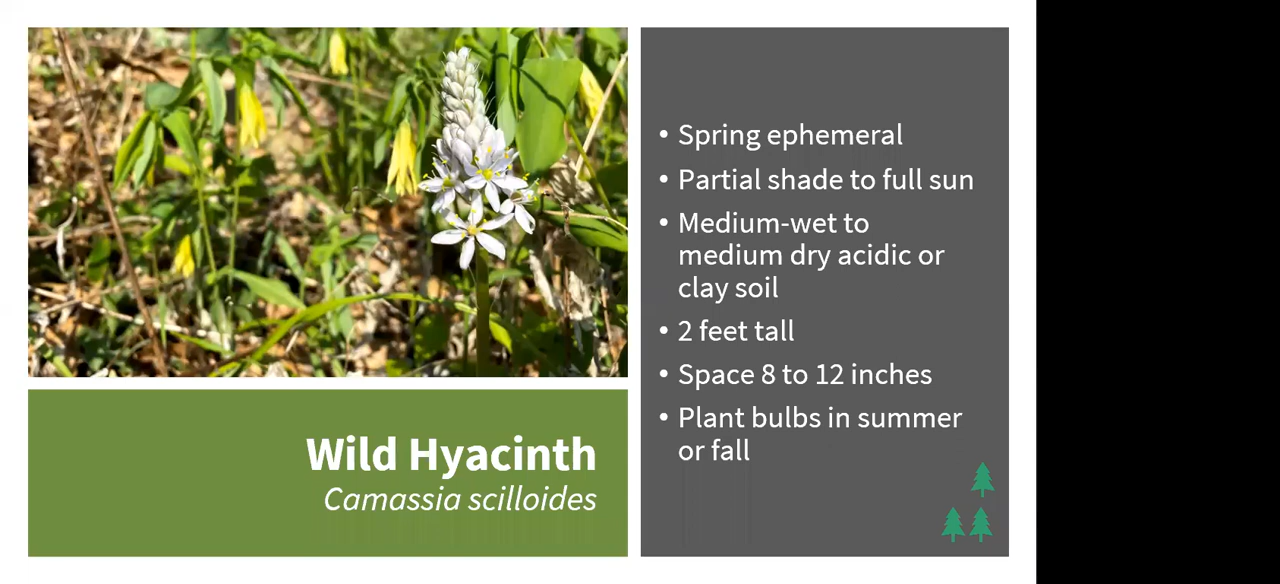 Wild Hyacinth
Camassia scilloides
• Spring ephemeral
• Partial shade to full sun
• Medium-wet to
medium dry acidic or
clay soil
• 2 feet tall
• Space 8 to 12 inches
• Plant bulbs in summer
or fall